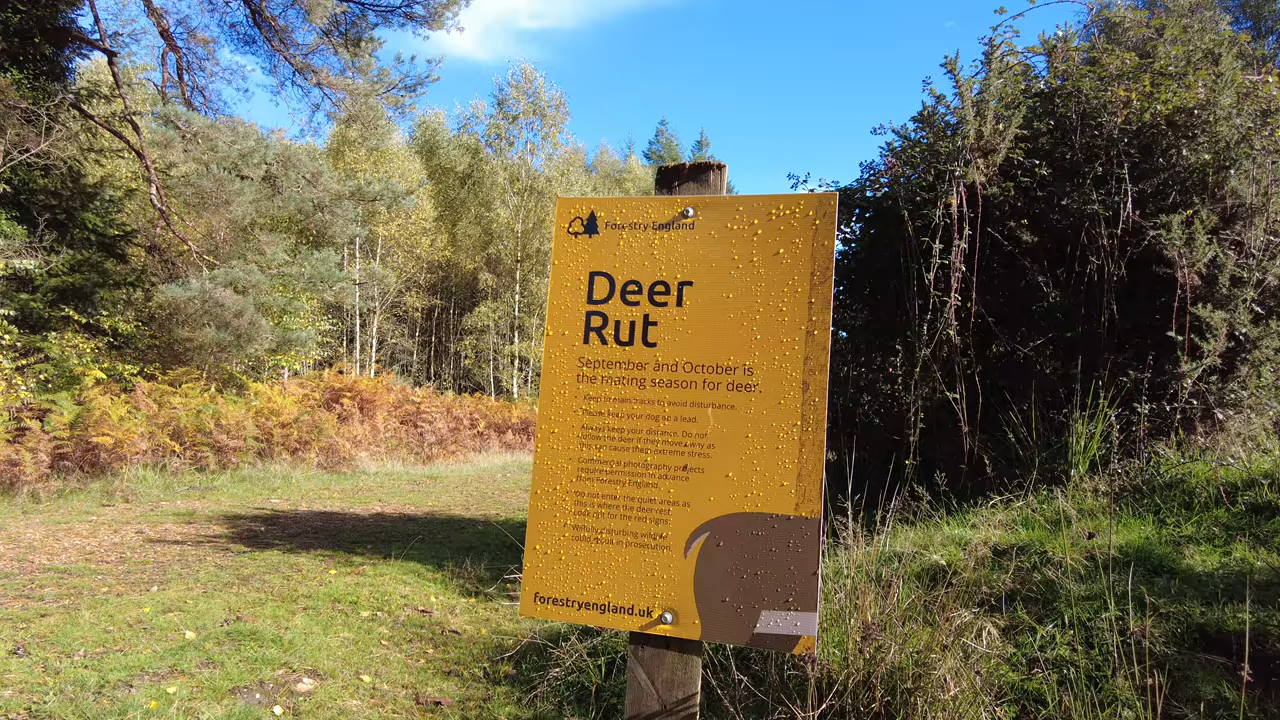 Forestry England
Deer
Rut
September and October is
the mating season for deer.
Keep to main tracks to avoid disturbance.
Please keep your dog on a lead.
Always keep your distance. Do not
follow the deer if they move away as
this can cause them extreme stress.
Commercial photography projects
require permission in advance
from Forestry England.
Do not enter the quiet areas as
this is where the deer rest.
Look out for the red signs.
Wilfully disturbing wildlife
could result in prosecution.
forestryengland.uk